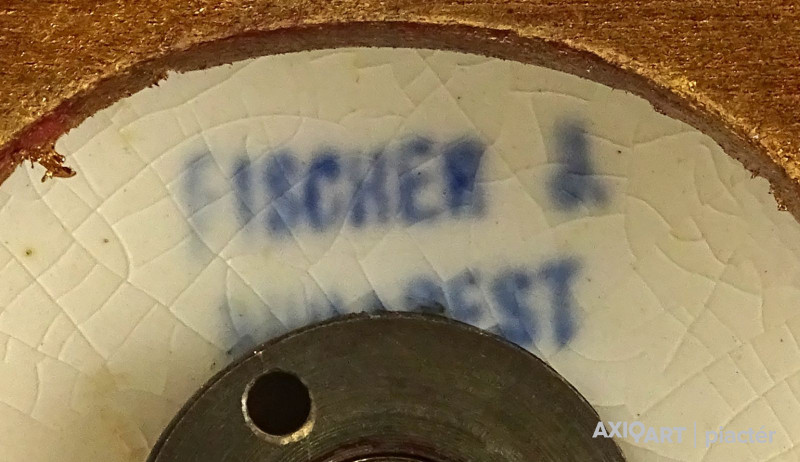 FISCHER J.
AXIOART | piacter